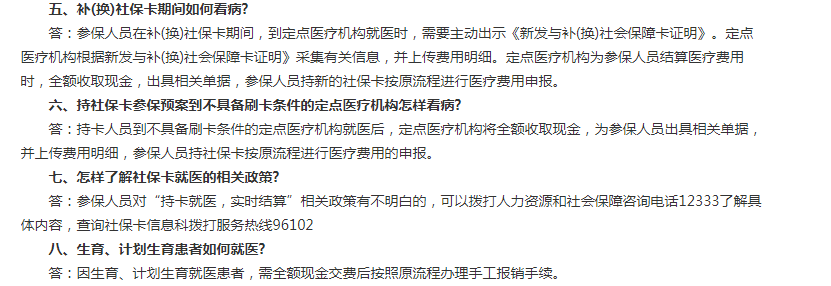 五、补(换)社保卡期间如何看病?
答：参保人员在补(换)社保卡期间，到定点医疗机构就医时，需要主动出示《新发与补(换)社会保障卡证明》。定点
医疗机构根据新发与补(换)社会保障卡证明》采集有关信息，并上传费用明细。定点医疗机构为参保人员结算医疗费用
时，全额收取现金，出具相关单据，参保人员持新的社保卡按原流程进行医疗费用申报。
六、持社保卡参保预案到不具备刷卡条件的定点医疗机构怎样看病?
答：持卡人员到不具备刷卡条件的定点医疗机构就医后，定点医疗机构将全额收取现金，为参保人员出具相关单据，
并上传费用明细，参保人员持社保卡按原流程进行医疗费用的申报。
七、怎样了解社保卡就医的相关政策?
答：参保人员对“持卡就医，实时结算”相关政策有不明白的，可以拨打人力资源和社会保障咨询电话12333了解具
体内容，查询社保卡信息科拨打服务热线96102
八、生育、计划生育患者如何就医?
答：因生育、计划生育就医患者，需全额现金交费后按照原流程办理手工报销手续。